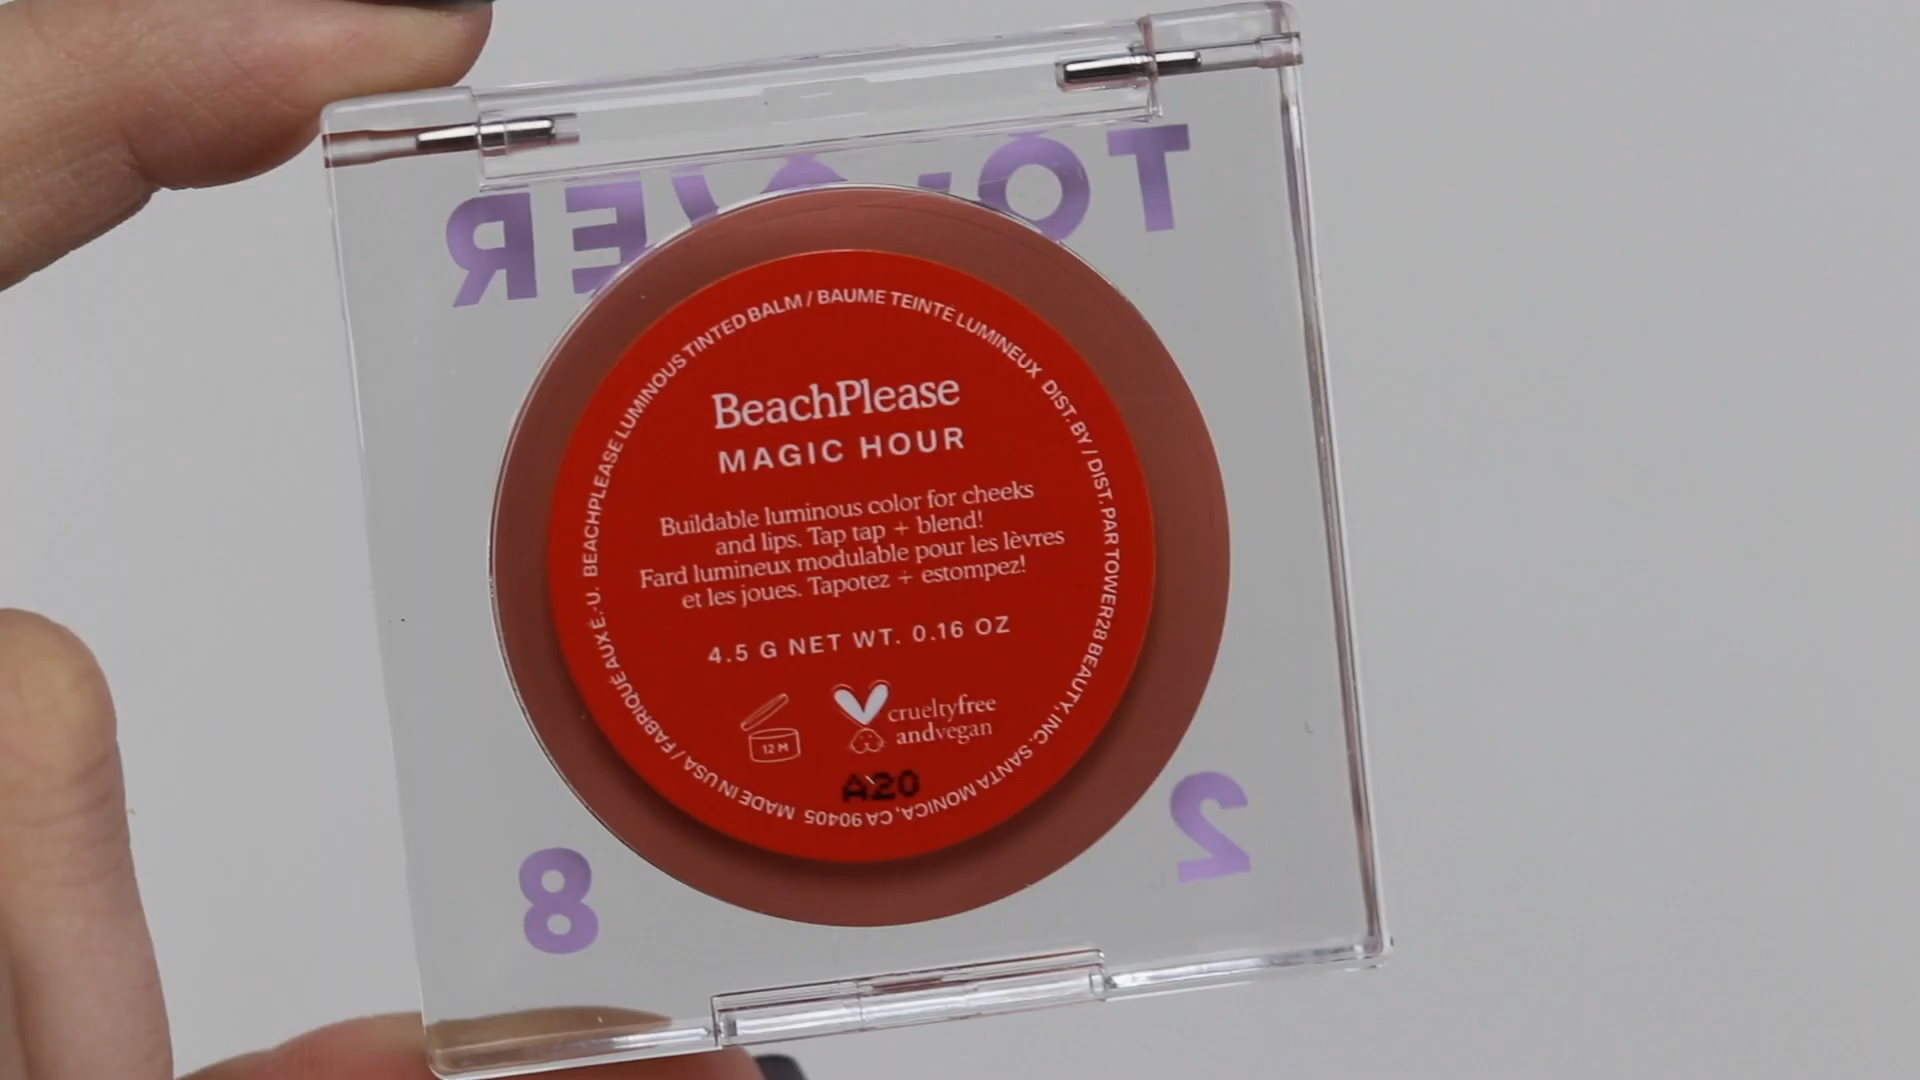 TOWER
BEACHPLEASE LUMINOUS TINTED BALM / BAUME TEINTÉ LUMINEUX DIST. BY / DIST. PAR TOWER28 BEAUTY, INC. SANTA MONICA, CA 90405 MADE IN USA / FABRIQUÉ AUX É.-U.
BeachPlease
MAGIC HOUR
Buildable luminous color for cheeks
and lips. Tap tap + blend!
Fard lumineux modulable pour les lèvres
et les joues. Tapotez + estompez!
4.5 G NET WT. 0.16 OZ
12 M
crueltyfree
andvegan
A20
2
8